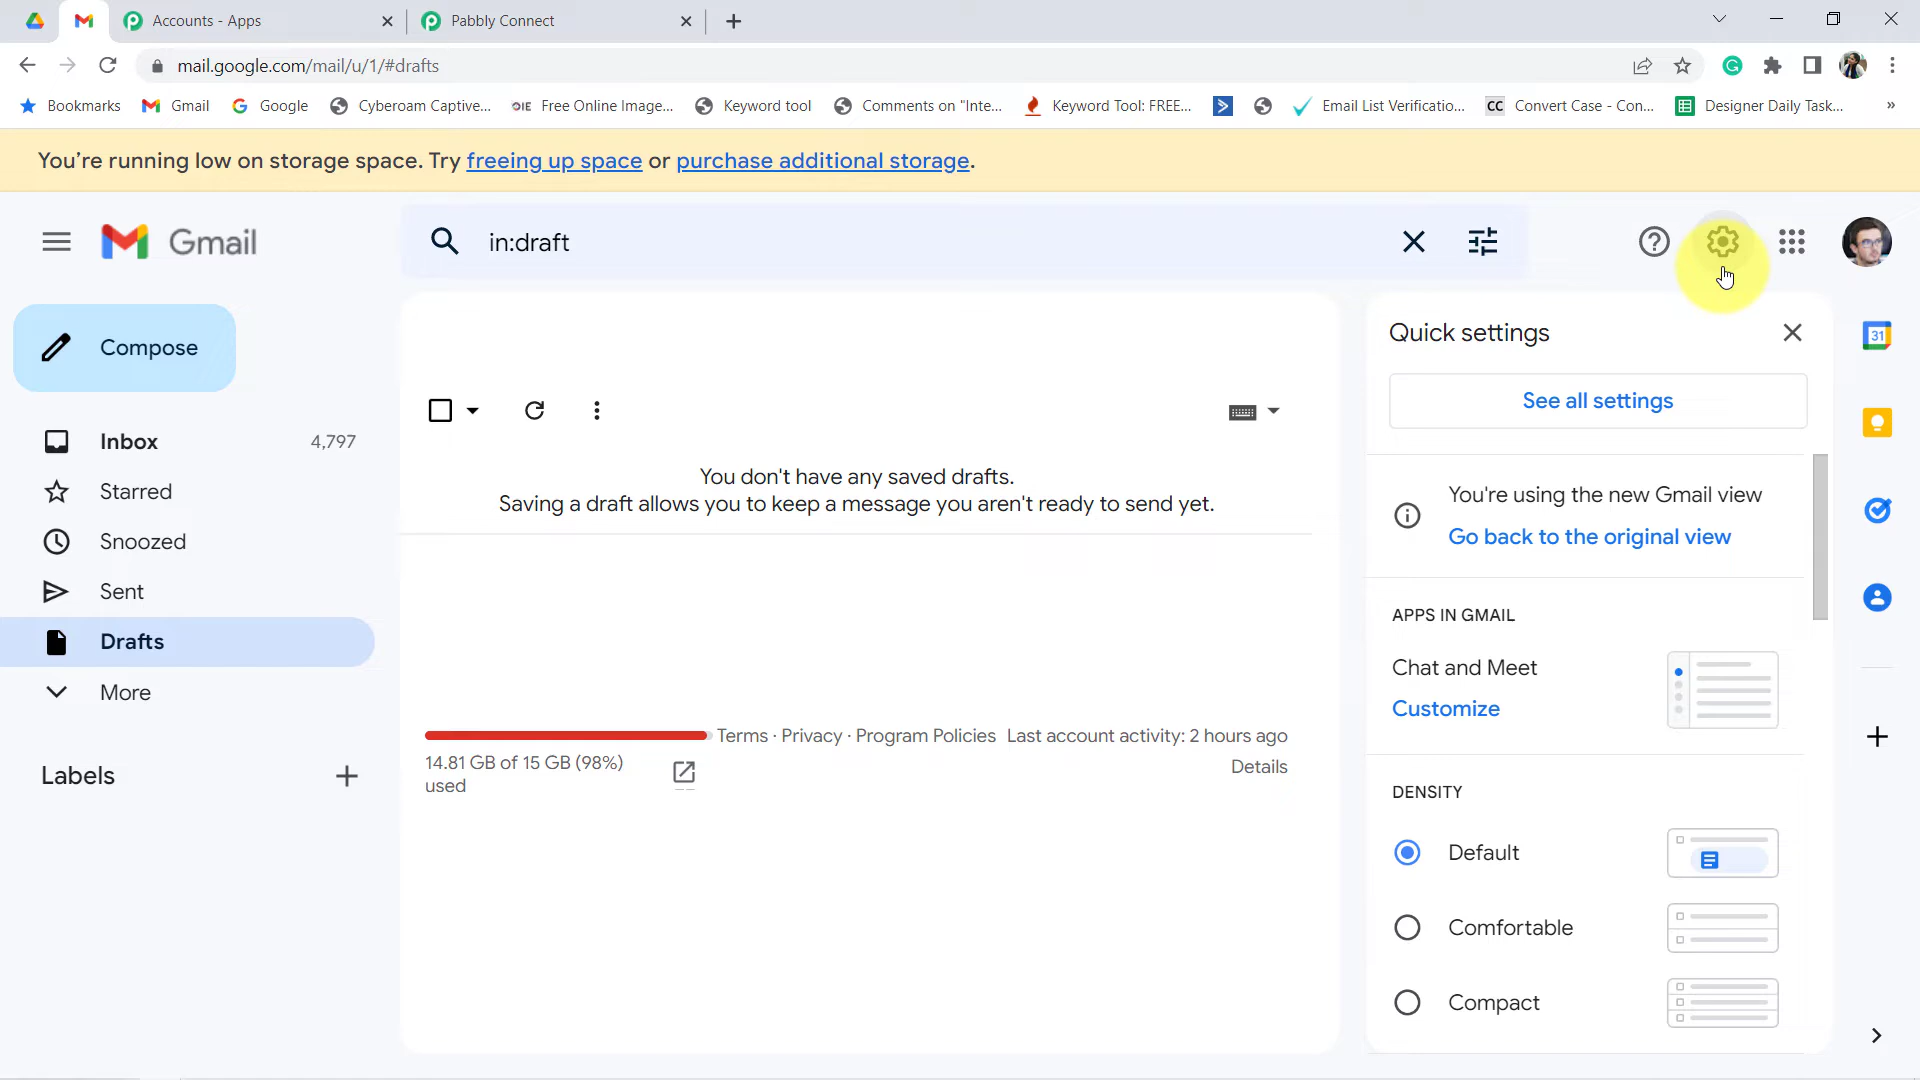 Accounts - Apps
Pabbly Connect
mail.google.com/mail/u/1/#drafts
Bookmarks
Gmail
Google
Cyberoam Captive...
OIE
Free Online Image...
Keyword tool
Comments on "Inte...
Keyword Tool: FREE...
Email List Verificatio...
CC
Convert Case - Con...
Designer Daily Task...
»
You're running low on storage space. Try freeing up space or purchase additional storage.
Gmail
in:draft
Compose
Quick settings
See all settings
31
Inbox 4,797
Starred
Snoozed
Sent
Drafts
More
Labels
You don't have any saved drafts.
Saving a draft allows you to keep a message you aren't ready to send yet.
Terms · Privacy · Program Policies
Last account activity: 2 hours ago
14.81 GB of 15 GB (98%)
used
Details
You're using the new Gmail view
Go back to the original view
APPS IN GMAIL
Chat and Meet
Customize
DENSITY
Default
Comfortable
Compact